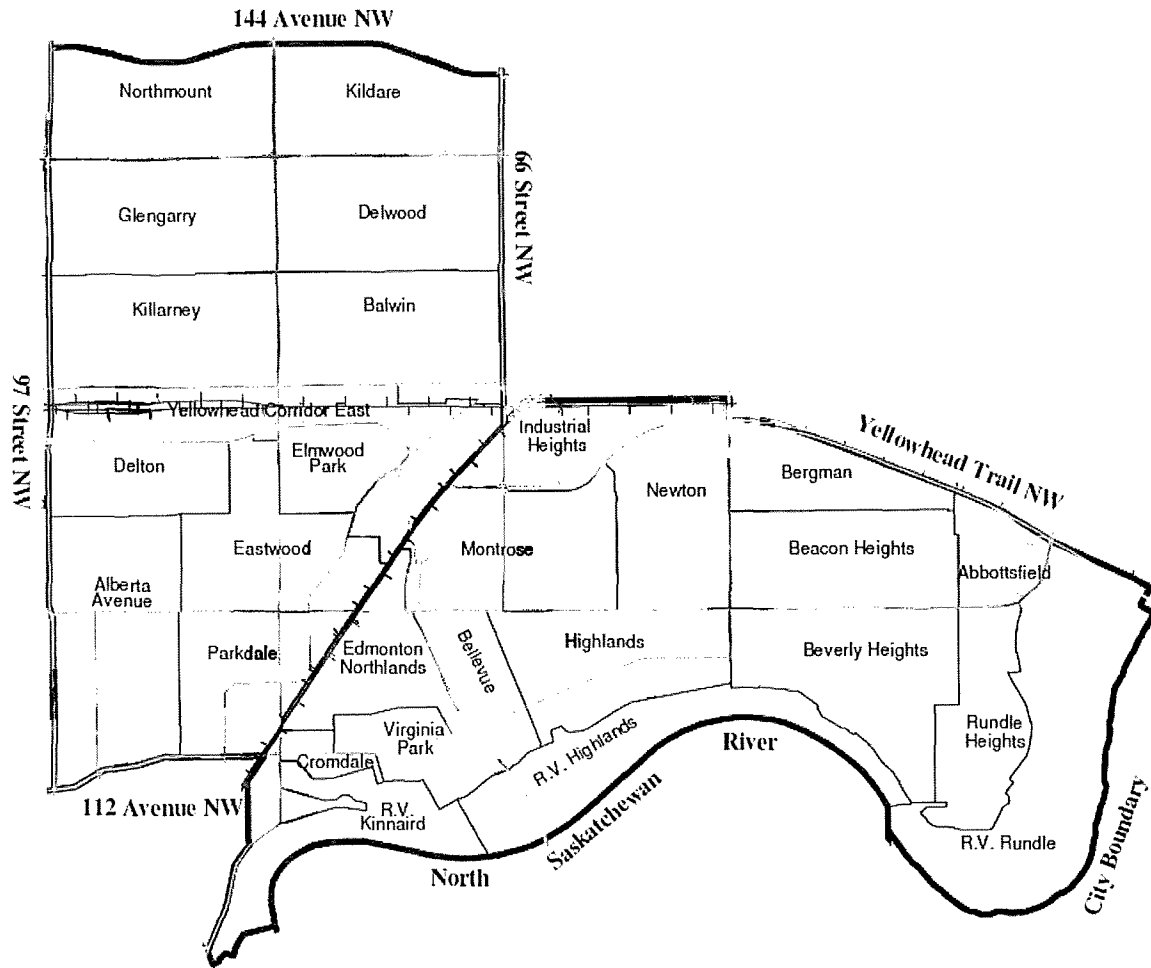 144 Avenue NW
Northmount
Kildare
66 Street NW
Glengarry
Delwood
Killarney
Balwin
97 Street NW
Yellowhead Corridor East
Industrial
Heights
Yellowhead Trail NW
Delton
Elmwood
Park
Newton
Bergman
Eastwood
Montrose
Beacon Heights
Alberta
Avenue
Abbottsfield
Parkdale
Edmonton
Northlands
Bellevue
Highlands
Beverly Heights
Virginia
Park
Rundle
Heights
Cromdale
R.V. Highlands
River
112 Avenue NW
R.V.
Kinnaird
Saskatchewan
R.V. Rundle
North
City Boundary